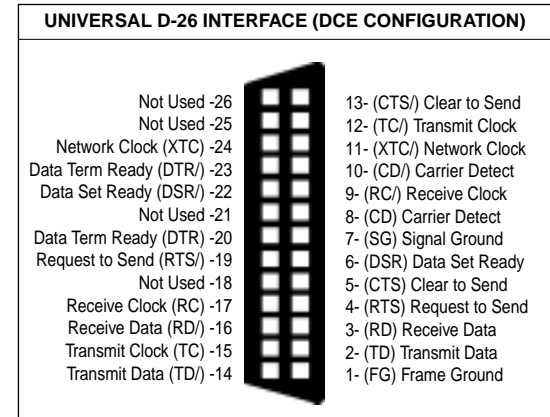 UNIVERSAL D-26 INTERFACE (DCE CONFIGURATION)
Not Used -26
Not Used -25
Network Clock (XTC) -24
Data Term Ready (DTR/) -23
Data Set Ready (DSR/) -22
Not Used -21
Data Term Ready (DTR) -20
Request to Send (RTS/) -19
Not Used -18
Receive Clock (RC) -17
Receive Data (RD/) -16
Transmit Clock (TC) -15
Transmit Data (TD/) -14
13- (CTS/) Clear to Send
12- (TC/) Transmit Clock
11- (XTC/) Network Clock
10- (CD/) Carrier Detect
9- (RC/) Receive Clock
8- (CD) Carrier Detect
7- (SG) Signal Ground
6- (DSR) Data Set Ready
5- (CTS) Clear to Send
4- (RTS) Request to Send
3- (RD) Receive Data
2- (TD) Transmit Data
1- (FG) Frame Ground